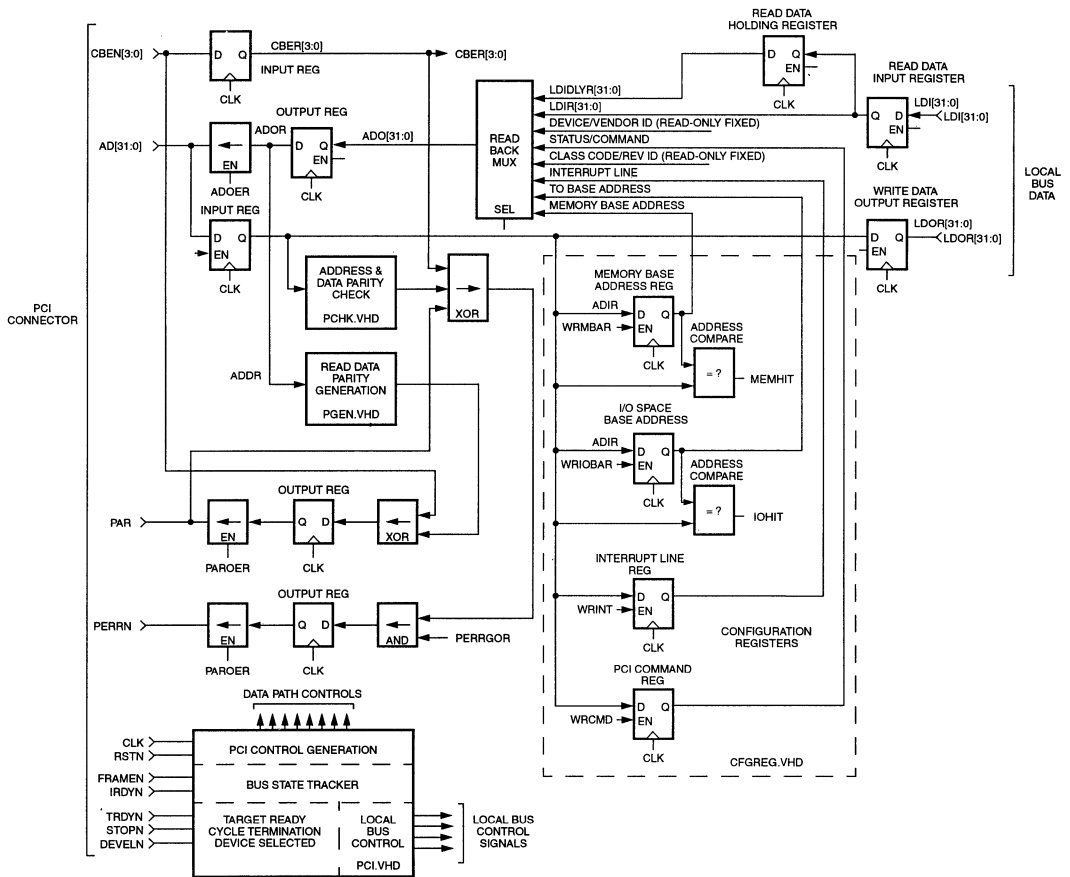 PCI
CONNECTOR
CBEN[3:0]
D Q
INPUT REG
CLK
CBER[3:0]
CBER[3:0]
READ DATA
HOLDING REGISTER
D Q
EN
CLK
READ DATA
INPUT REGISTER
LDI[31:0]
Q D
LDI[31:0]
EN
CLK
LOCAL
BUS
DATA
AD[31:0]
EN
ADOER
ADOR
OUTPUT REG
D Q
EN
CLK
ADO[31:0]
READ
BACK
MUX
SEL
LDIDLYR[31:0]
LDIR[31:0]
DEVICE/VENDOR ID (READ-ONLY FIXED)
STATUS/COMMAND
CLASS CODE/REV ID (READ-ONLY FIXED)
INTERRUPT LINE
TO BASE ADDRESS
MEMORY BASE ADDRESS
WRITE DATA
OUTPUT REGISTER
LDOR[31:0]
D Q
LDOR[31:0]
EN
CLK
INPUT REG
D Q
EN
CLK
ADDRESS &
DATA PARITY
CHECK
PCHK.VHD
XOR
ADDR
READ DATA
PARITY
GENERATION
PGEN.VHD
MEMORY BASE
ADDRESS REG
ADIR
D Q
WRMBAR
EN
CLK
ADDRESS
COMPARE
= ?
MEMHIT
I/O SPACE
BASE ADDRESS
ADIR
D Q
WRIOBAR
EN
CLK
ADDRESS
COMPARE
= ?
IOHIT
PAR
EN
PAROER
OUTPUT REG
Q D
CLK
XOR
INTERRUPT LINE
REG
D Q
WRINT
EN
CLK
CONFIGURATION
REGISTERS
PERRN
EN
PAROER
OUTPUT REG
Q D
CLK
AND
PERRGOR
PCI COMMAND
REG
D Q
WRCMD
EN
CLK
CFGREG.VHD
DATA PATH CONTROLS
CLK
RSTN
PCI CONTROL GENERATION
FRAMEN
IRDYN
BUS STATE TRACKER
TRDYN
STOPN
DEVELN
TARGET READY
CYCLE TERMINATION
DEVICE SELECTED
LOCAL
BUS
CONTROL
PCI.VHD
LOCAL BUS
CONTROL
SIGNALS